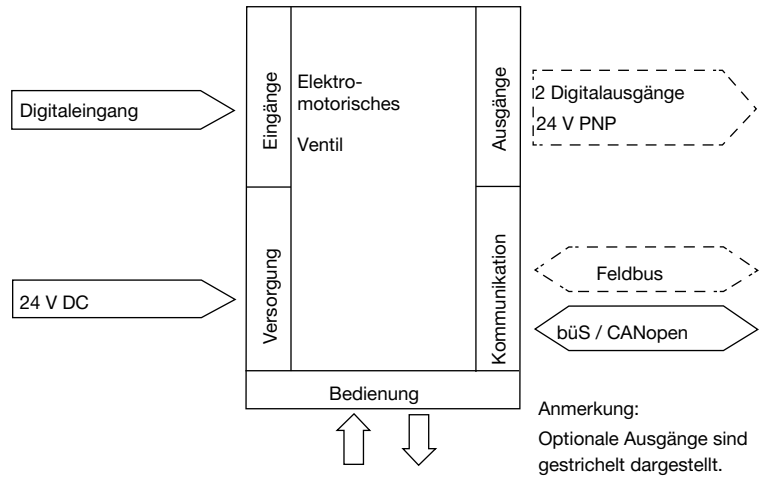 Digitaleingang
24 V DC
Eingänge
Versorgung
Elektro-
motorisches
Ventil
Ausgänge
Kommunikation
2 Digitalausgänge
24 V PNP
Feldbus
büS / CANopen
Bedienung
Anmerkung:
Optionale Ausgänge sind
gestrichelt dargestellt.